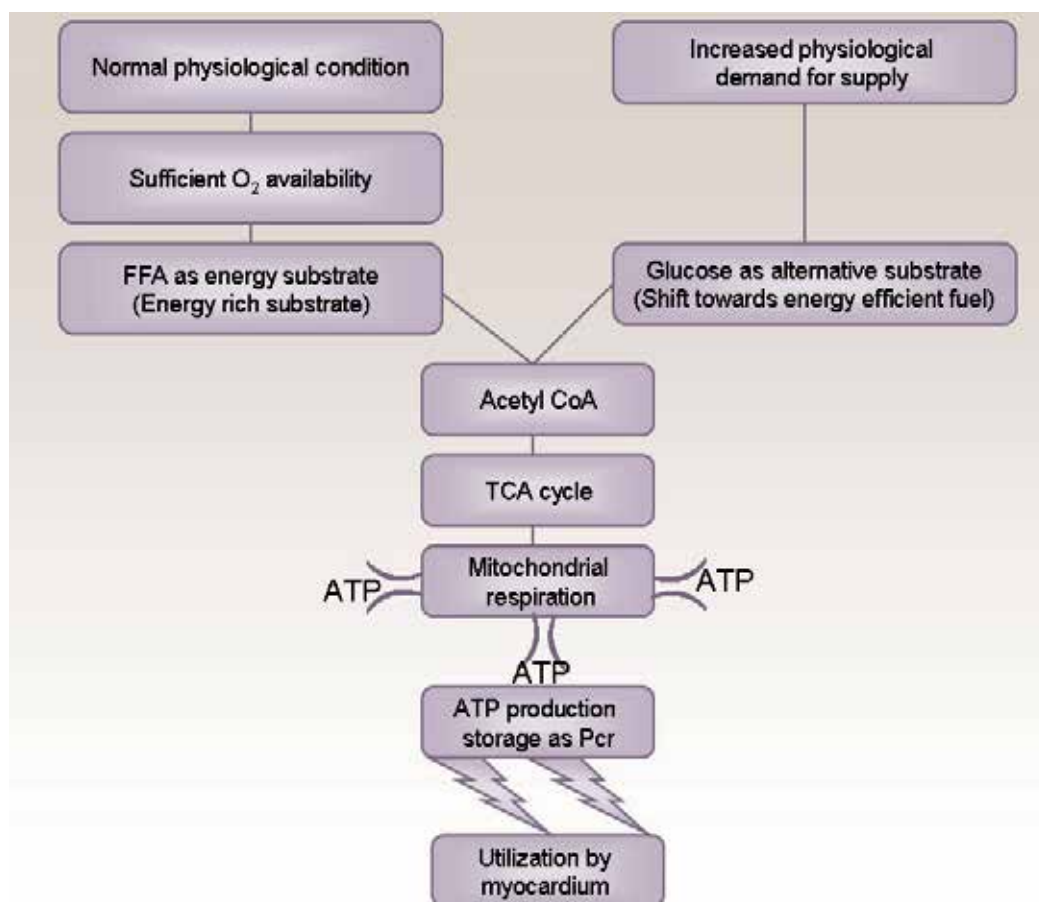 Normal physiological condition
Increased physiological
demand for supply
Sufficient O₂ availability
FFA as energy substrate
(Energy rich substrate)
Glucose as alternative substrate
(Shift towards energy efficient fuel)
Acetyl CoA
TCA cycle
Mitochondrial
respiration
ATP
ATP
ATP
ATP production
storage as Pcr
Utilization by
myocardium